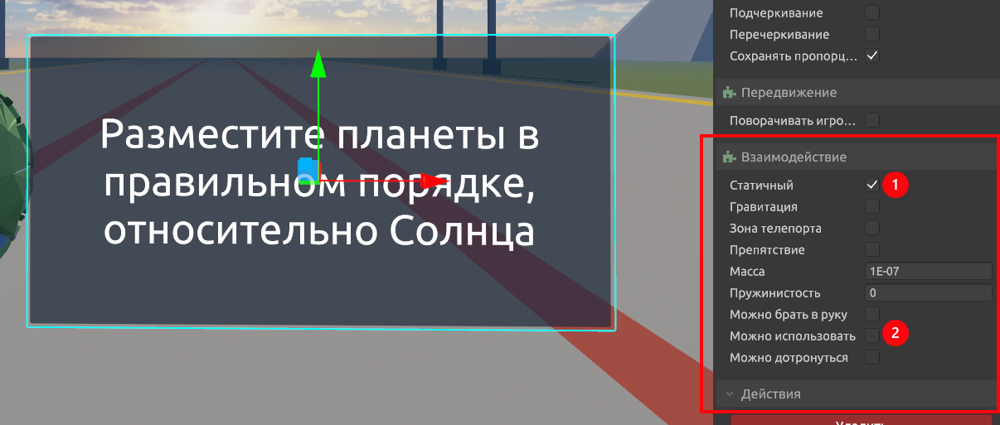 Разместите планеты в
правильном порядке,
относительно Солнца
Подчеркивание
Перечеркивание
Сохранять пропорц...
Передвижение
Поворачивать игро...
Взаимодействие
Статичный 1
Гравитация
Зона телепорта
Препятствие
Масса 1E-07
Пружинистость 0
Можно брать в руку
Можно использовать 2
Можно дотронуться
Действия
Удалить